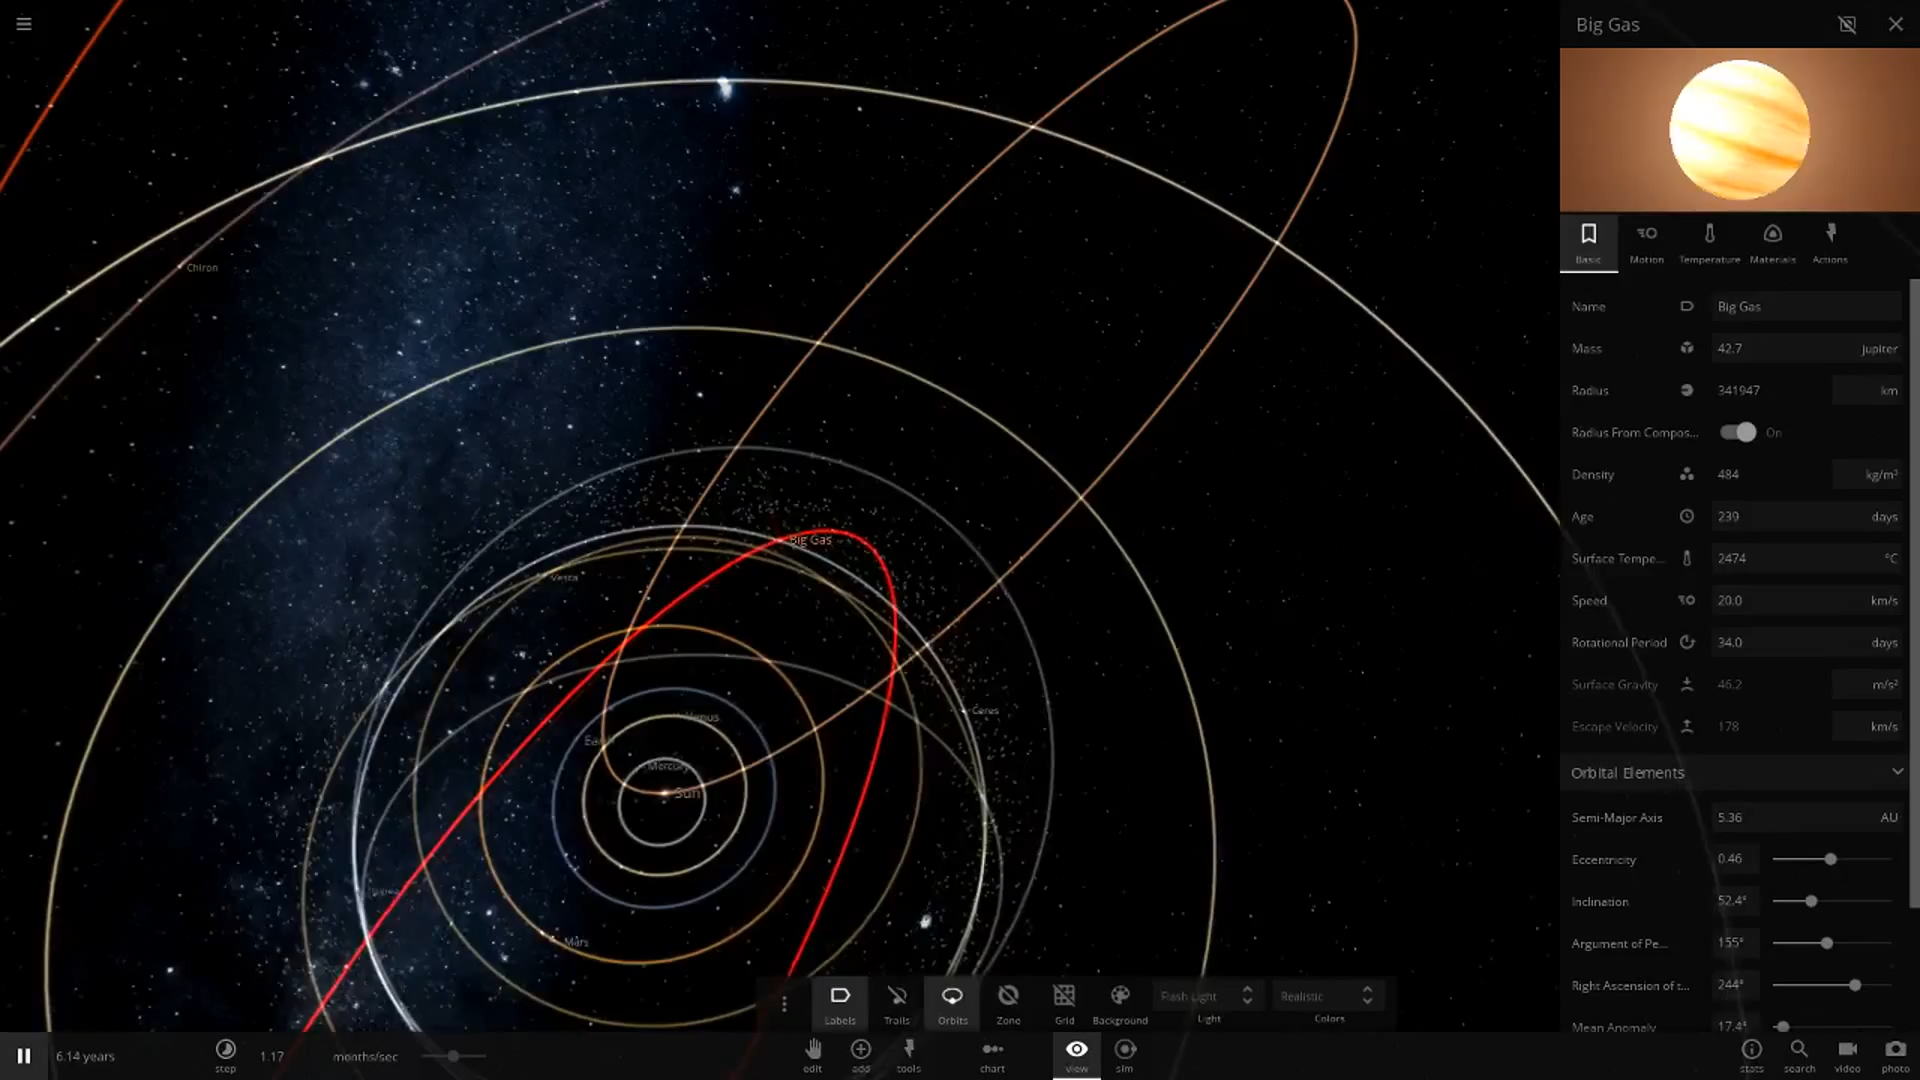 Big Gas
Basic
Motion
Temperature
Materials
Actions
Name
Big Gas
Mass
42.7
Jupiter
Radius
341947
km
Radius From Compos...
On
Density
484
kg/m³
Age
239
days
Surface Tempe...
2474
°C
Speed
20.0
km/s
Rotational Period
34.0
days
Surface Gravity
46.2
m/s²
Escape Velocity
178
km/s
Orbital Elements
Semi-Major Axis
5.36
AU
Eccentricity
0.46
Inclination
52.4°
Argument of Pe...
155°
Right Ascension of t...
244°
Mean Anomaly
17.4°
Chiron
Big Gas
Vesta
Ceres
Venus
Mercury
Sun
Mars
Labels
Trails
Orbits
Zone
Grid
Background
Flash Light
Light
Realistic
Colors
6.14 years
step
1.17
months/sec
edit
add
tools
chart
view
sim
stats
search
video
photo